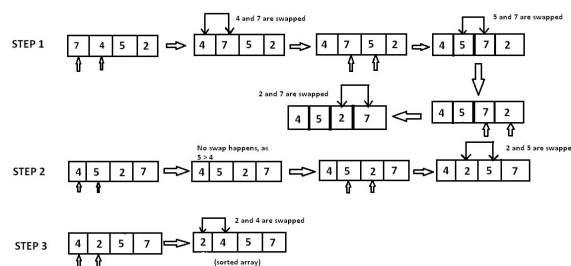 4 and 7 are swapped
5 and 7 are swapped
STEP 1
7 4 5 2
4 7 5 2
4 7 5 2
4 5 7 2
2 and 7 are swapped
4 5 2 7
4 5 7 2
No swap happens, as
5 > 4
2 and 5 are swappe
STEP 2
4 5 2 7
4 5 2 7
4 5 2 7
4 2 5 7
2 and 4 are swapped
STEP 3
4 2 5 7
2 4 5 7
{sorted array}